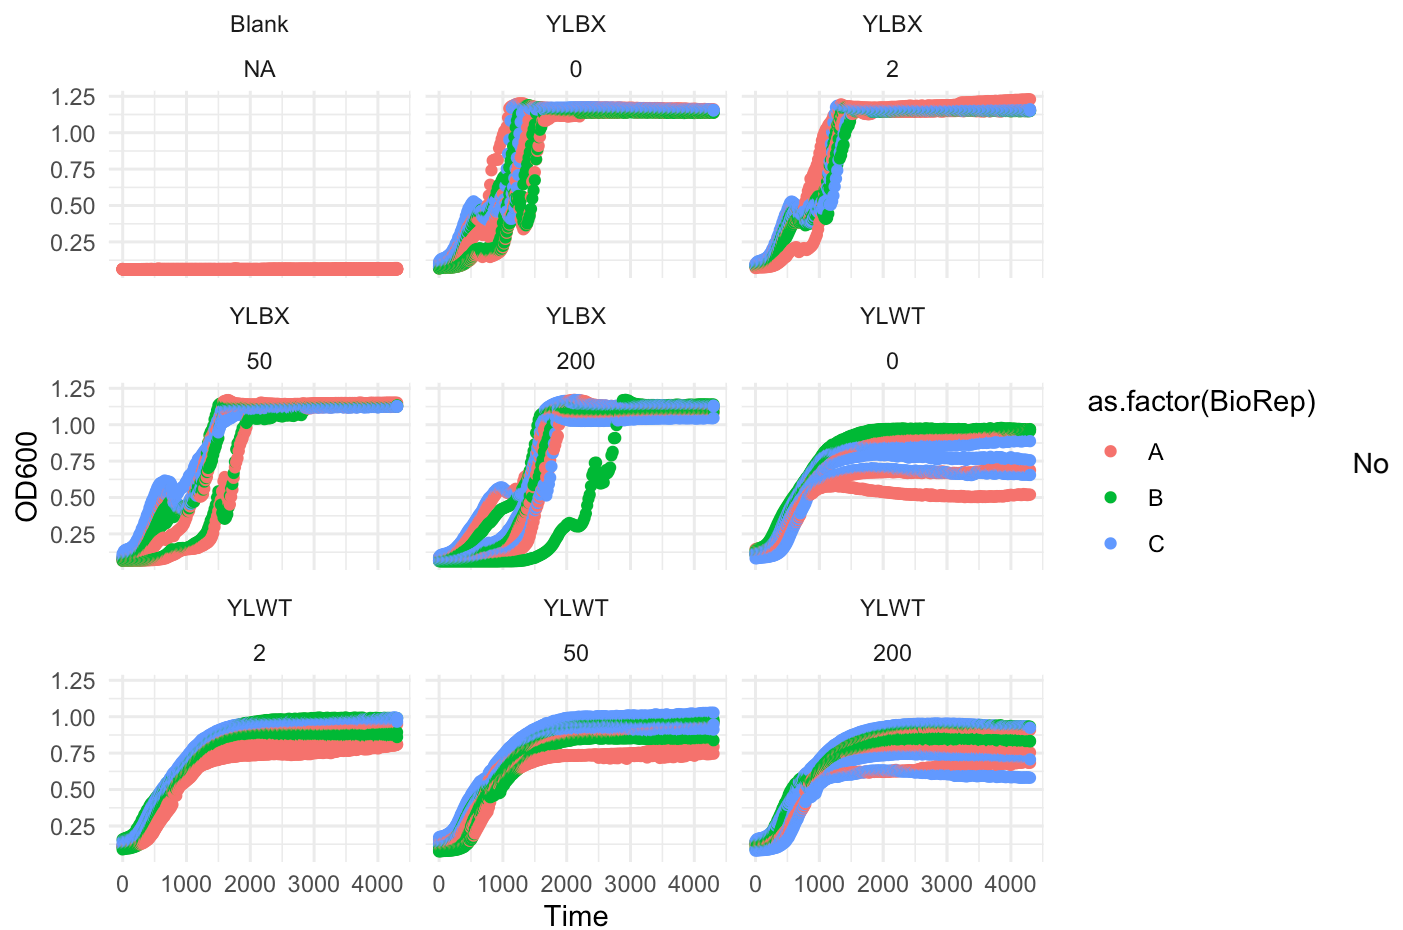 Blank YLBX YLBX
NA 0 2
1.25
1.00
0.75
0.50
0.25
YLBX YLBX YLWT
50 200 0
1.25
1.00
0.75
0.50
0.25
YLWT YLWT YLWT
2 50 200
1.25
1.00
0.75
0.50
0.25
0 1000 2000 3000 4000 0 1000 2000 3000 4000 0 1000 2000 3000 4000
Time
OD600
as.factor(BioRep)
A
B
C
No